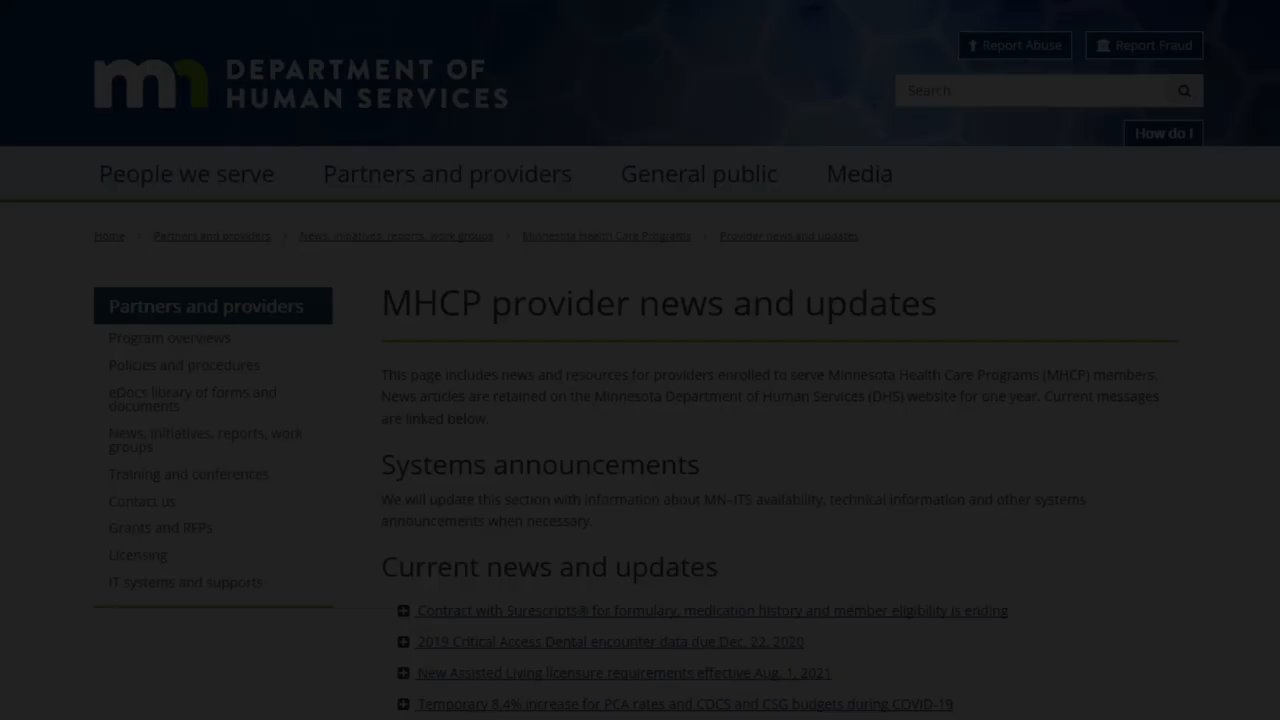 Report Abuse
Report Fraud
mn DEPARTMENT OF
HUMAN SERVICES
Search
How do I
People we serve
Partners and providers
General public
Media
Home
Partners and providers
News, initiatives, reports, work groups
Minnesota Health Care Programs
Provider news and updates
Partners and providers
Program overviews
Policies and procedures
eDocs library of forms and
documents
News, initiatives, reports, work
groups
Training and conferences
Contact us
Grants and RFPs
Licensing
IT systems and supports
MHCP provider news and updates
This page includes news and resources for providers enrolled to serve Minnesota Health Care Programs (MHCP) members.
News articles are retained on the Minnesota Department of Human Services (DHS) website for one year. Current messages
are linked below.
Systems announcements
We will update this section with information about MN–ITS availability, technical information and other systems
announcements when necessary.
Current news and updates
Contract with Surescripts® for formulary, medication history and member eligibility is ending
2019 Critical Access Dental encounter data due Dec. 22, 2020
New Assisted Living licensure requirements effective Aug. 1, 2021
Temporary 8.4% increase for PCA rates and CDCS and CSG budgets during COVID-19